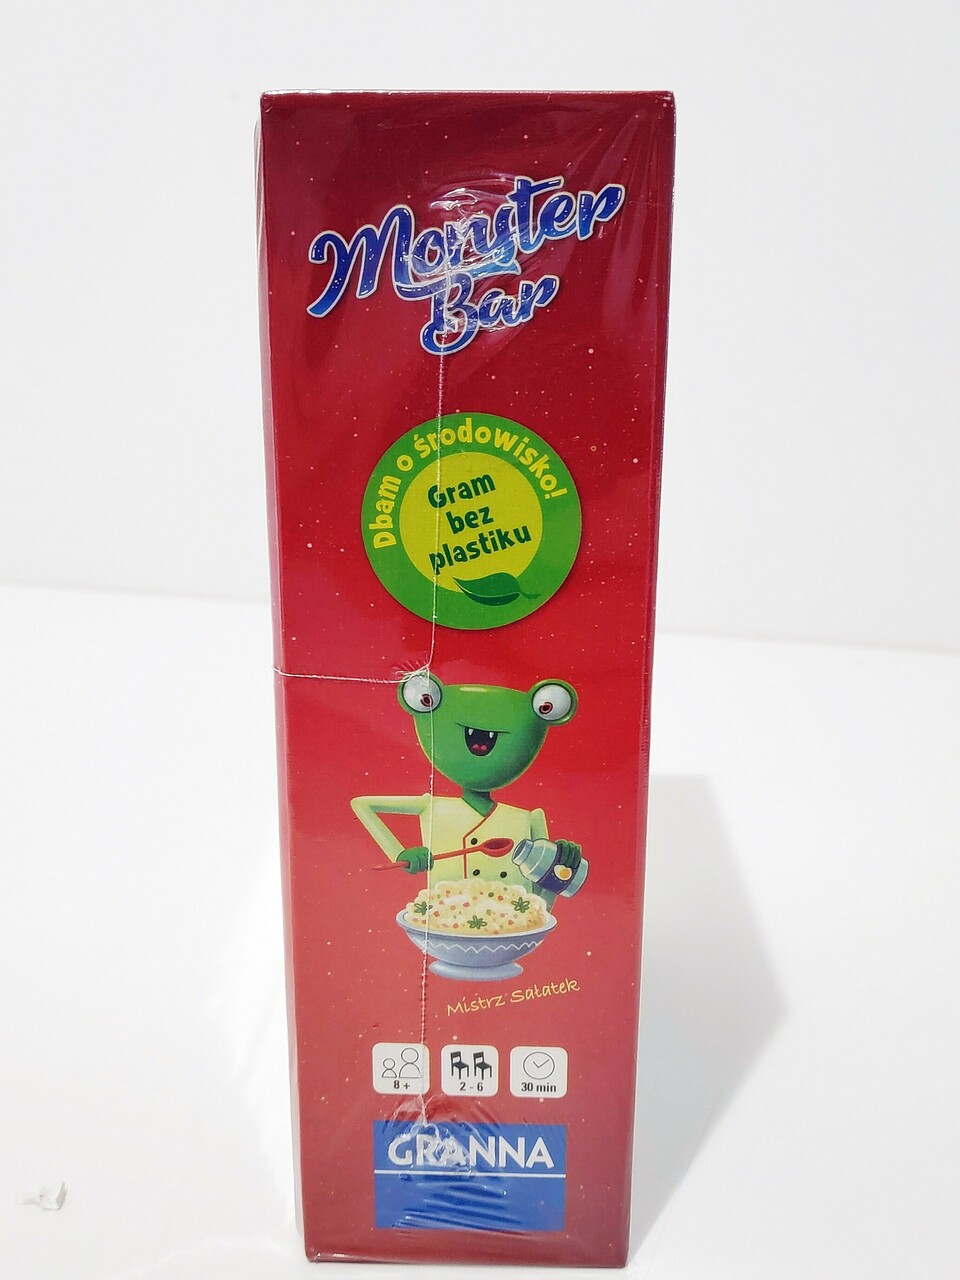 Monster
Bar
Dbam o środowisko!
Gram
bez
plastiku
Mistrz Sałatek
8 +
2 - 6
30 min
GRANNA